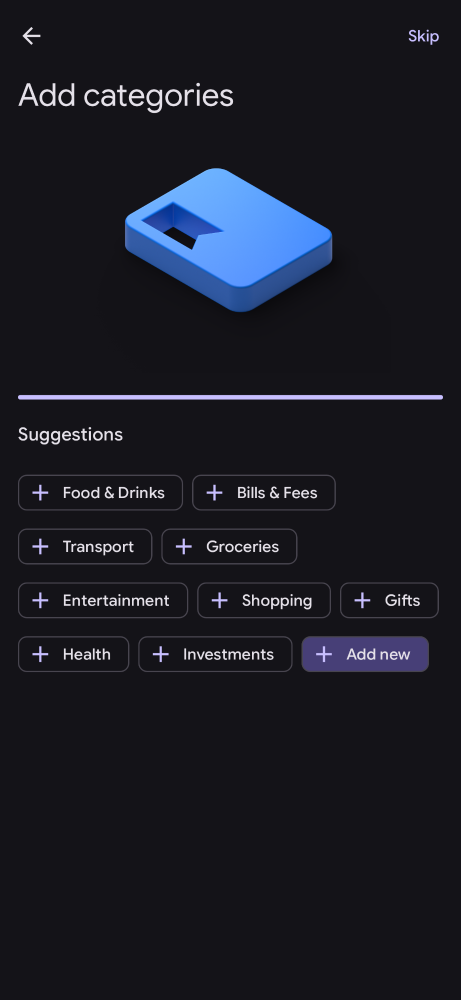 Skip
Add categories
Suggestions
Food & Drinks
Bills & Fees
Transport
Groceries
Entertainment
Shopping
Gifts
Health
Investments
Add new